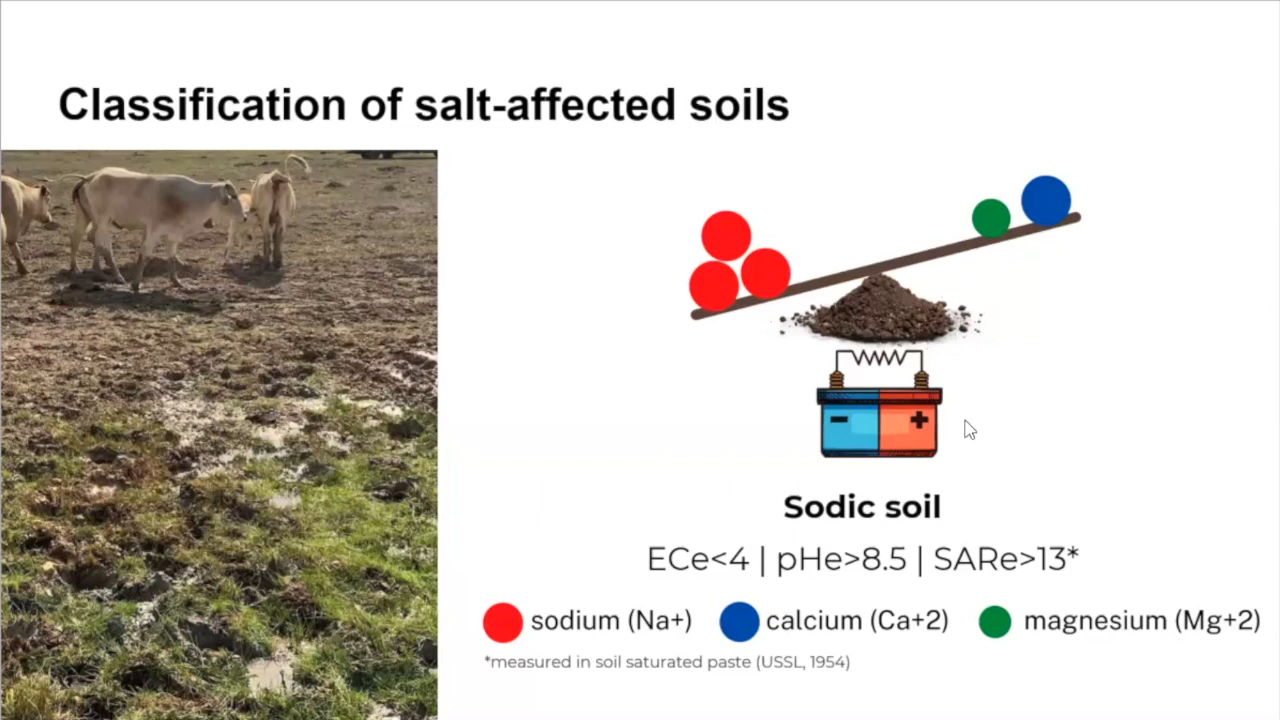 Classification of salt-affected soils
- +
Sodic soil
ECe<4 | pHe>8.5 | SARe>13*
sodium (Na+) calcium (Ca+2) magnesium (Mg+2)
*measured in soil saturated paste (USSL, 1954)